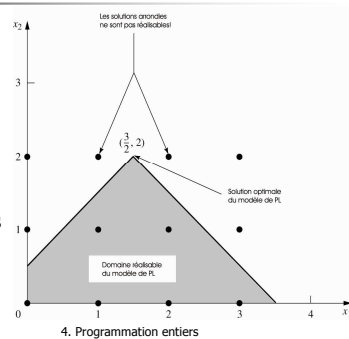 Les solutions arrondies
ne sont pas réalisables!
x2
3
(3/2, 2)
2
Solution optimale
du modèle de PL
1
Domaine réalisable
du modèle de PL
0
1
2
3
4
x
4. Programmation entiers